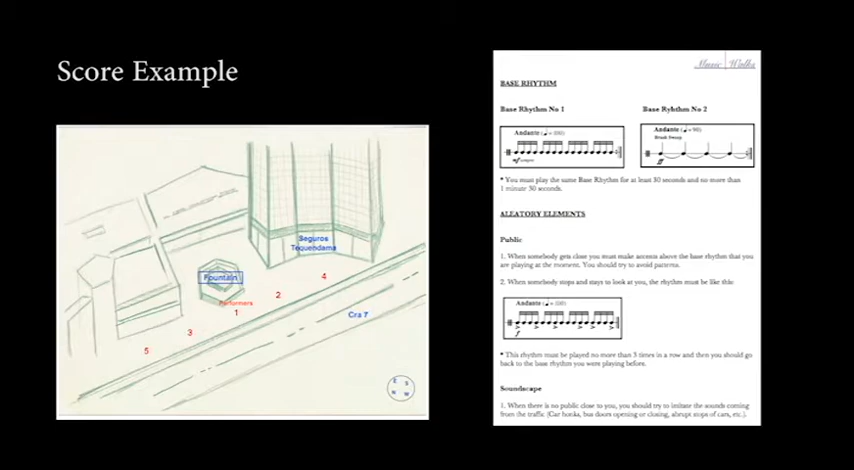 Score Example
Seguros
Tequendama
Fountain
Performers
4
2
1
3
5
Cra 7
E S
N W
Music Walks
BASE RHYTHM
Base Rhythm No 1
Base Ryhthm No 2
Andante
Andante
Brush Sweep
* You must play the same Base Rhythm for at least 30 seconds and no more than
1 minute 30 seconds.
ALEATORY ELEMENTS
Public
1. When somebody gets close you must make accents above the base rhythm that you
are playing at the moment. You should try to avoid patterns.
2. When somebody stops and stays to look at you, the rhythm must be like this:
Andante
* This rhythm must be played no more than 3 times in a row and then you should go
back to the base rhythm you were playing before.
Soundscape
1. When there is no public close to you, you should try to imitate the sounds coming
from the traffic (Car honks, bus doors opening or closing, abrupt stops of cars, etc.).